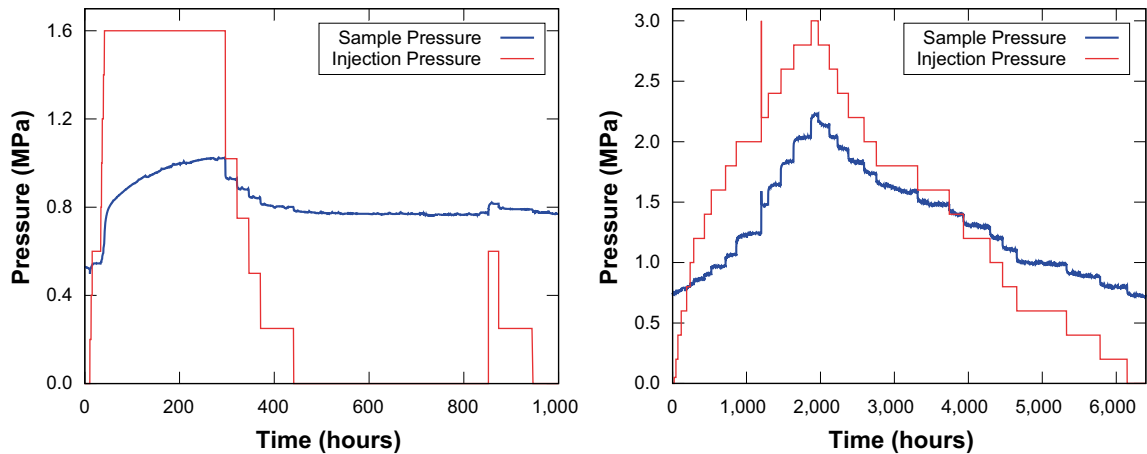 Pressure (MPa)
1.6
1.2
0.8
0.4
0.0
Sample Pressure
Injection Pressure
0 200 400 600 800 1,000
Time (hours)
Pressure (MPa)
3.0
2.5
2.0
1.5
1.0
0.5
0.0
Sample Pressure
Injection Pressure
0 1,000 2,000 3,000 4,000 5,000 6,000
Time (hours)